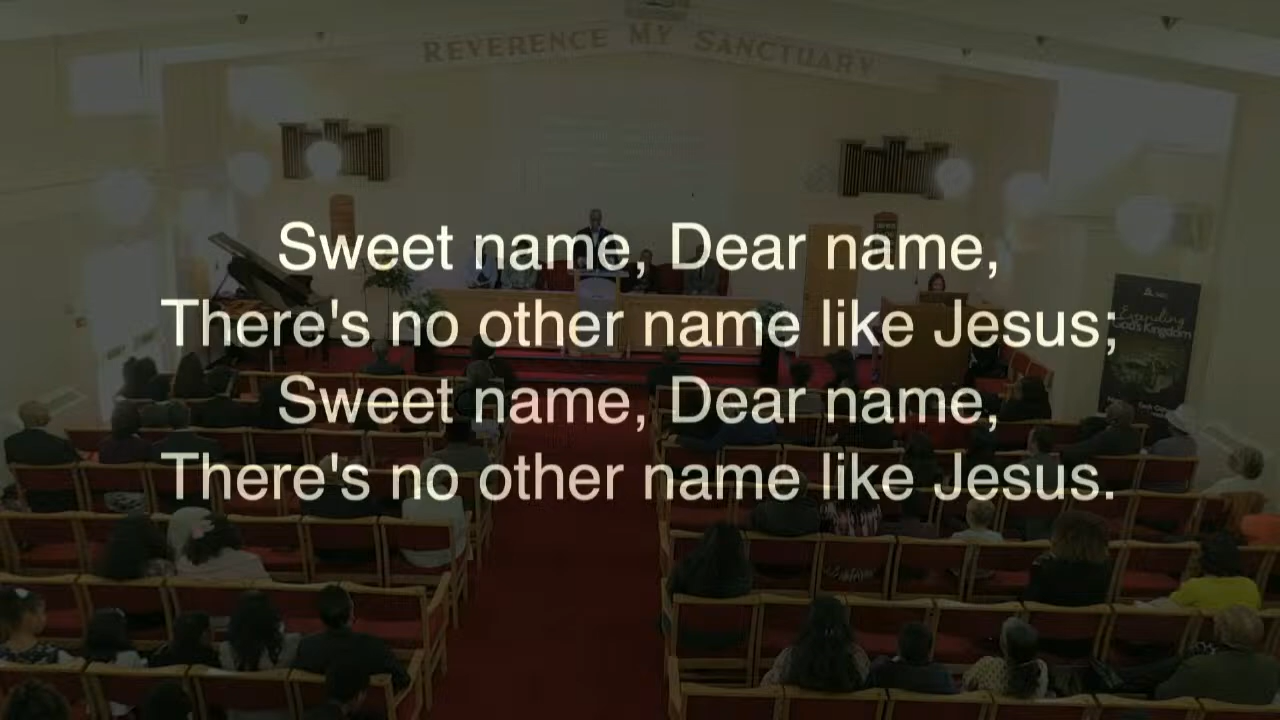 REVERENCE MY SANCTUARY
Sweet name, Dear name,
There's no other name like Jesus;
Sweet name, Dear name,
There's no other name like Jesus.
Extending
God's Kingdom